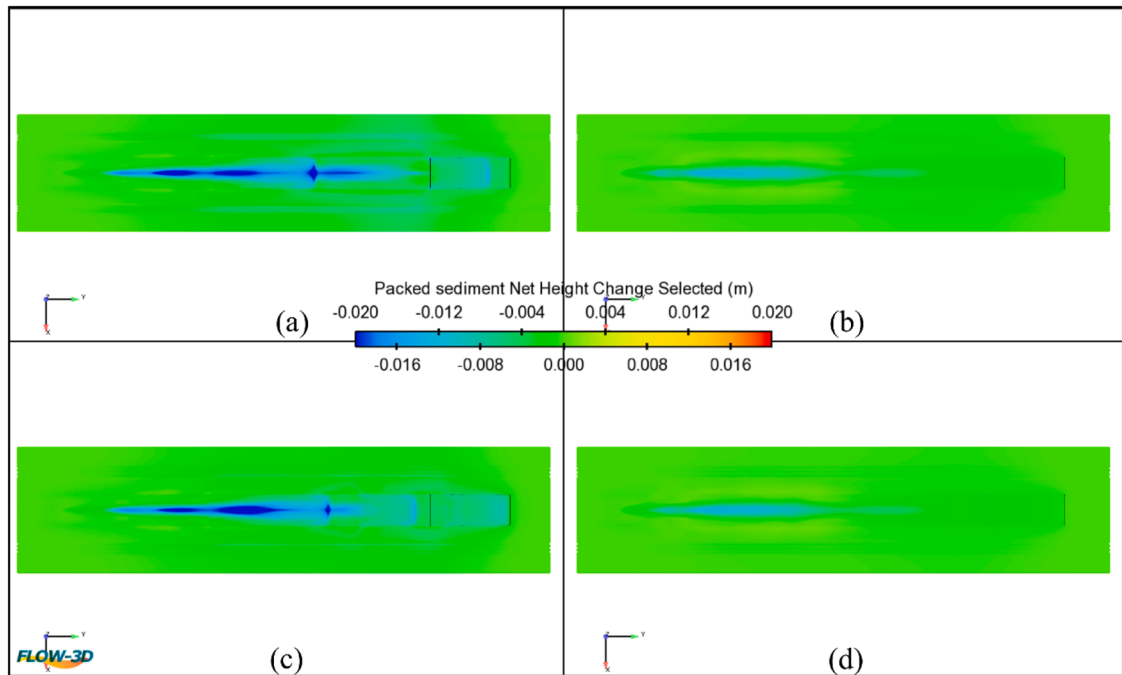 Z Y X
Z Y X
(a)
Packed sediment Net Height Change Selected (m)
(b)
-0.020 -0.012 -0.004 0.004 0.012 0.020
-0.016 -0.008 0.000 0.008 0.016
Z Y X
Z Y X
FLOW-3D
(c)
(d)